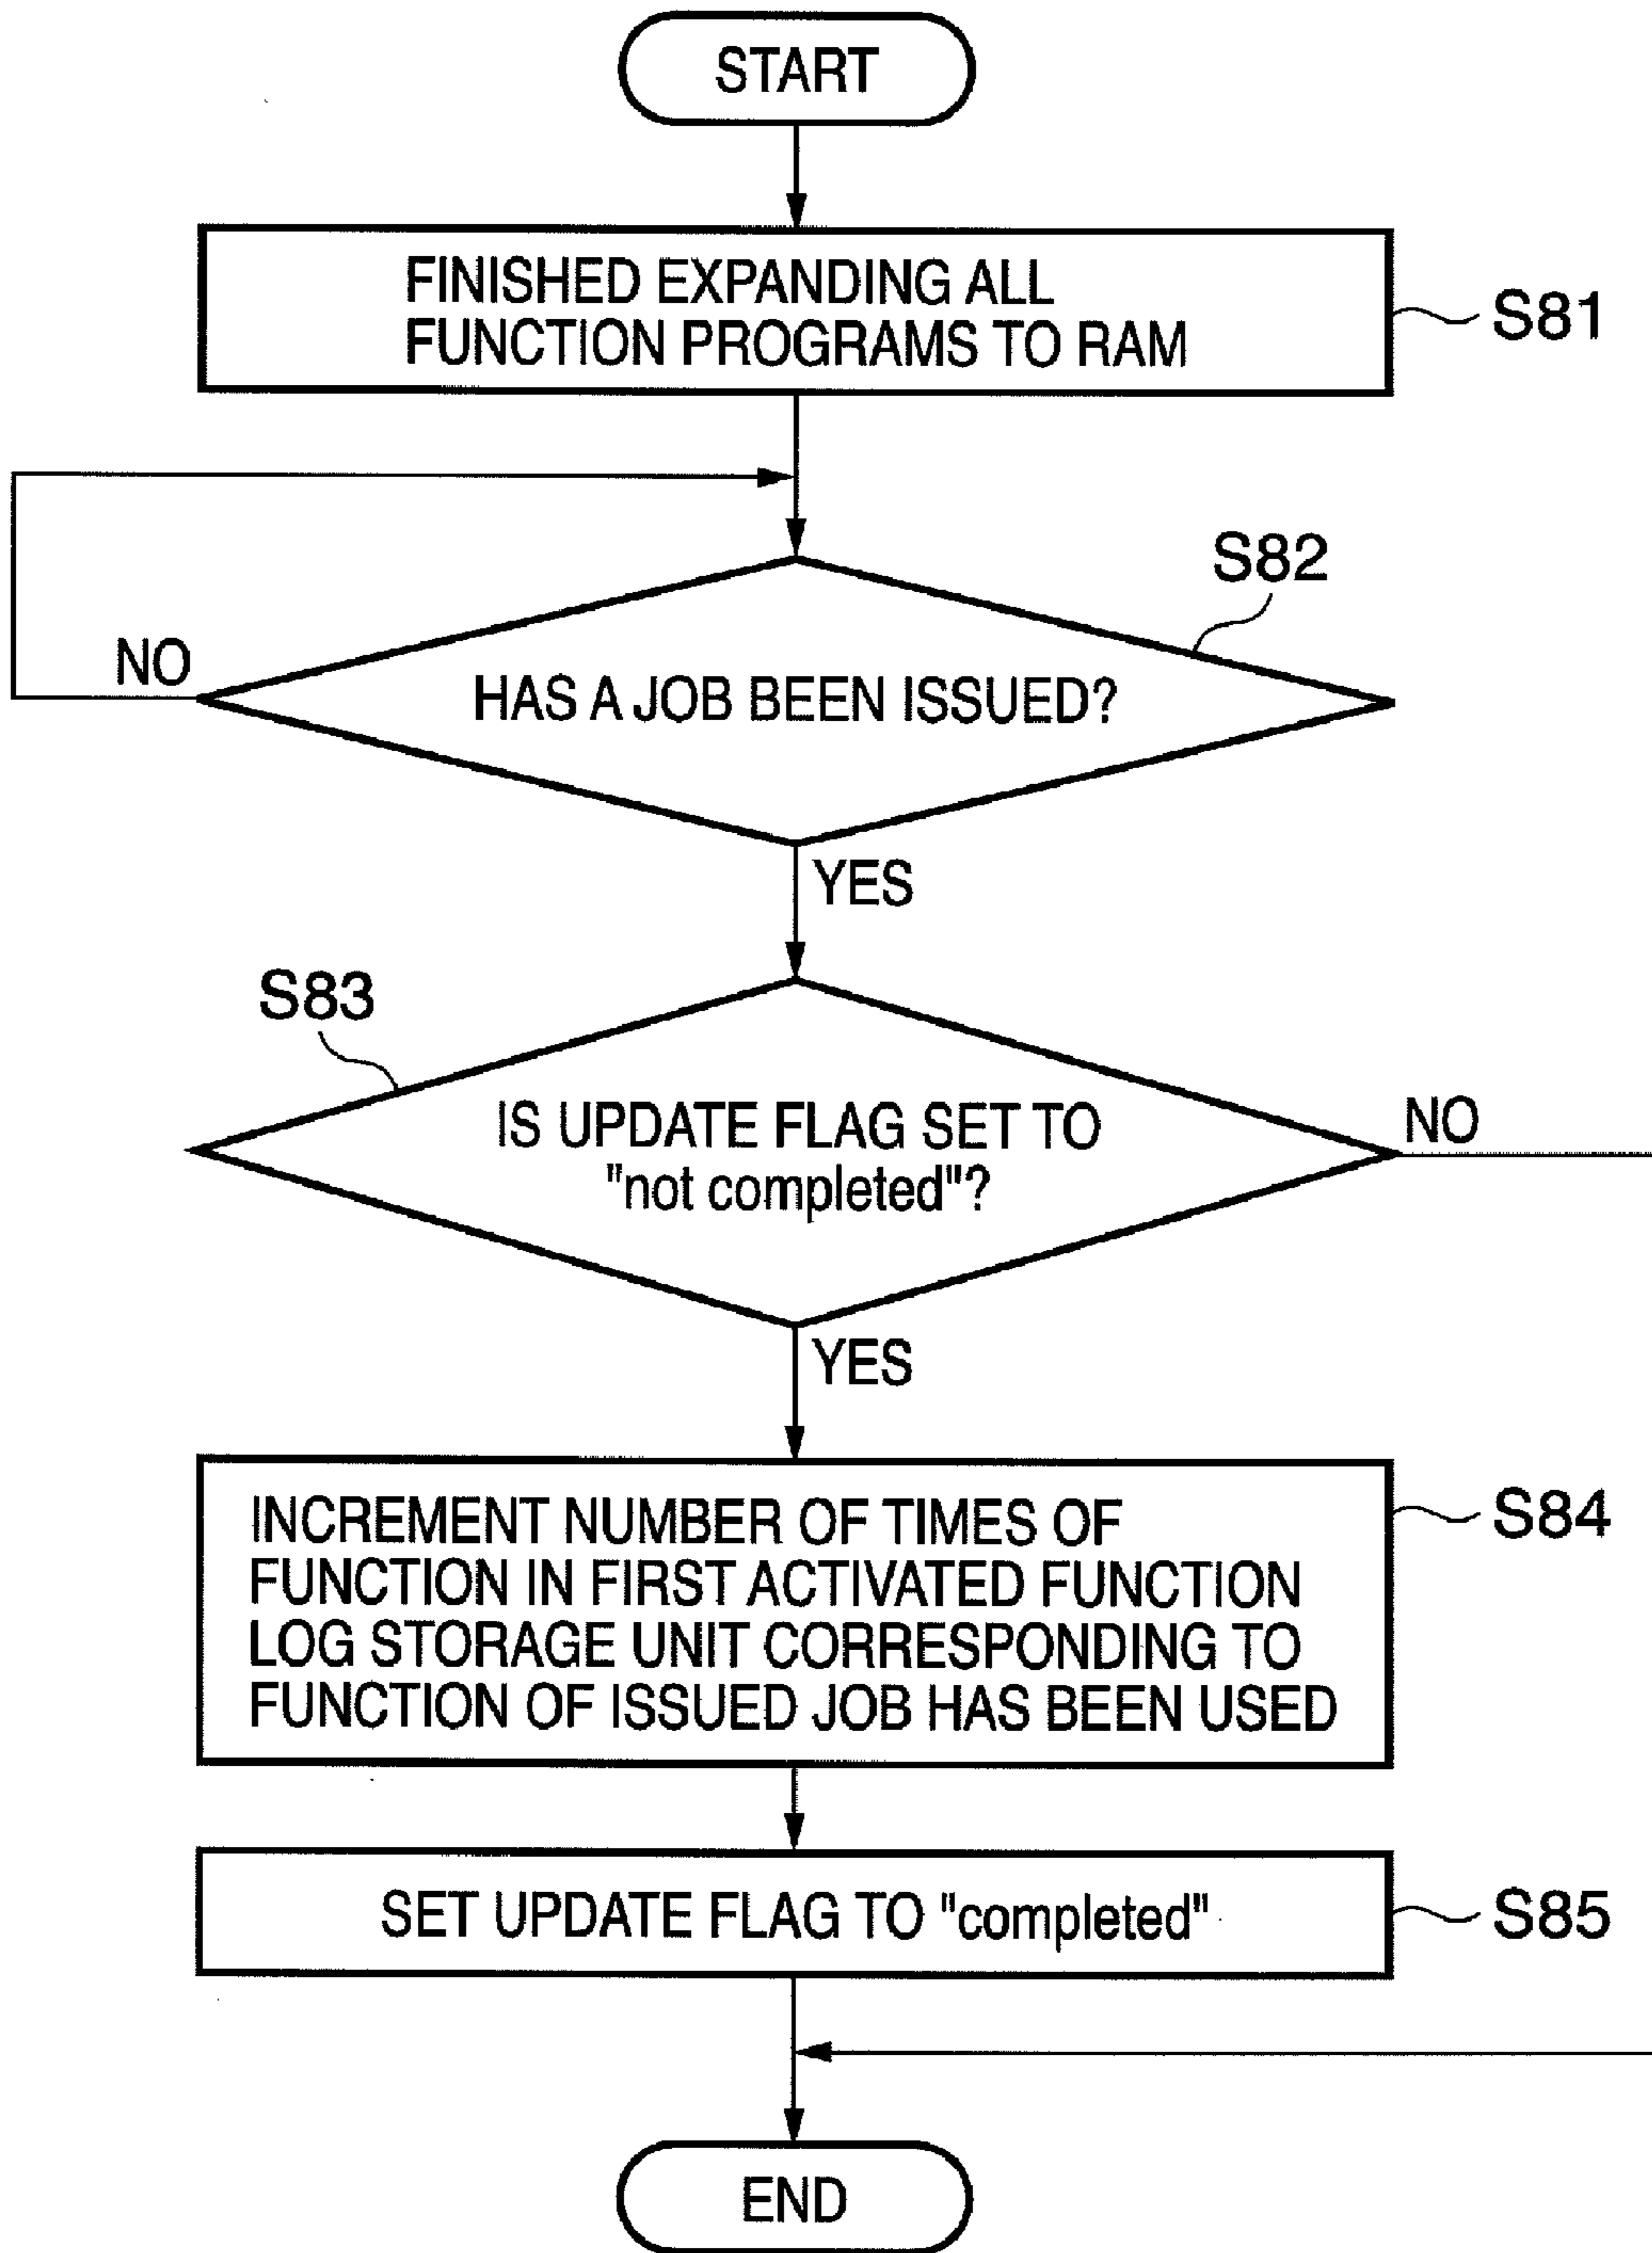 START
FINISHED EXPANDING ALL
FUNCTION PROGRAMS TO RAM
S81
S82
NO
HAS A JOB BEEN ISSUED?
YES
S83
IS UPDATE FLAG SET TO
"not completed"?
NO
YES
INCREMENT NUMBER OF TIMES OF
FUNCTION IN FIRST ACTIVATED FUNCTION
LOG STORAGE UNIT CORRESPONDING TO
FUNCTION OF ISSUED JOB HAS BEEN USED
S84
SET UPDATE FLAG TO "completed"
S85
END